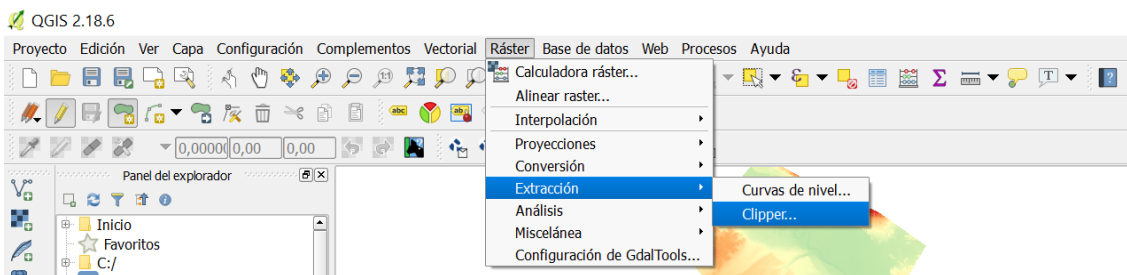 QGIS 2.18.6
Proyecto Edición Ver Capa Configuración Complementos Vectorial Ráster Base de datos Web Procesos Ayuda
Calculadora ráster...
Alinear raster...
Interpolación
Proyecciones
Conversión
Extracción
Análisis
Miscelánea
Configuración de GdalTools...
Curvas de nivel...
Clipper...
abc
0,00000 0,00 0,00
Panel del explorador
Inicio
Favoritos
C:/